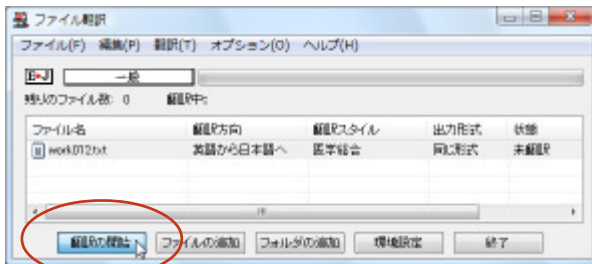 ファイル翻訳
ファイル(F) 編集(P) 翻訳(T) オプション(O) ヘルプ(H)
E▸J 一般
残りのファイル数: 0 翻訳中:
ファイル名 翻訳方向 翻訳スタイル 出力形式 状態
work012.txt 英語から日本語へ 医学総合 同じ形式 未翻訳
翻訳の開始 ファイルの追加 フォルダの追加 環境設定 終了